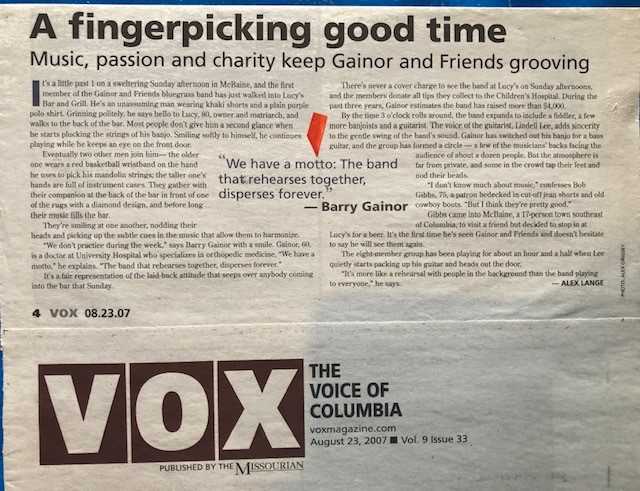 A fingerpicking good time
Music, passion and charity keep Gainor and Friends grooving
It's a little past 1 on a sweltering Sunday afternoon in McBaine, and the first
member of the Gainor and Friends bluegrass band has just walked into Lucy's
Bar and Grill. He's an unassuming man wearing khaki shorts and a plain purple
polo shirt. Grinning politely, he says hello to Lucy, 80, owner and matriarch, and
walks to the back of the bar. Most people don't give him a second glance when
he starts plucking the strings of his banjo. Smiling softly to himself, he continues
playing while he keeps an eye on the front door.
Eventually two other men join him— the older
one wears a red basketball wristband on the hand
he uses to pick his mandolin strings; the taller one's
hands are full of instrument cases. They gather with
their companion at the back of the bar in front of one
of the rugs with a diamond design, and before long
their music fills the bar.
They're smiling at one another, nodding their
heads and picking up the subtle cues in the music that allow them to harmonize.
"We don't practice during the week," says Barry Gainor with a smile. Gainor, 60,
is a doctor at University Hospital who specializes in orthopedic medicine. "We have a
motto," he explains. "The band that rehearses together, disperses forever."
It's a fair representation of the laid-back attitude that seeps over anybody coming
into the bar that Sunday.
"We have a motto: The band
that rehearses together,
disperses forever."
— Barry Gainor
There's never a cover charge to see the band at Lucy's on Sunday afternoons,
and the members donate all tips they collect to the Children's Hospital. During the
past three years, Gainor estimates the band has raised more than $4,000.
By the time 3 o'clock rolls around, the band expands to include a fiddler, a few
more banjoists and a guitarist. The voice of the guitarist, Lindell Lee, adds sincerity
to the gentle swing of the band's sound. Gainor has switched his banjo for a bass
guitar, and the group has formed a circle — a few of the musicians' backs facing the
audience of about a dozen people. But the atmosphere is
far from private, and some in the crowd tap their feet and
nod their heads.
"I don't know much about music," confesses Bob
Gibbs, 75, a patron bedecked in cut-off jean shorts and old
cowboy boots. "But I think they're pretty good."
Gibbs came into McBaine, a 17-person town southeast
of Columbia, to visit a friend but decided to stop in at
Lucy's for a beer. It's the first time he's seen Gainor and Friends and doesn't hesitate
to say he will see them again.
The eight-member group has been playing for about an hour and a half when Lee
quietly starts packing up his guitar and heads out the door.
"It's more like a rehearsal with people in the background than the band playing
to everyone," he says.
— ALEX LANGE
PHOTO: ALEX
4 VOX 08.23.07
VOX
THE
VOICE OF
COLUMBIA
voxmagazine.com
August 23, 2007 ■ Vol. 9 Issue 33
PUBLISHED BY THE MISSOURIAN